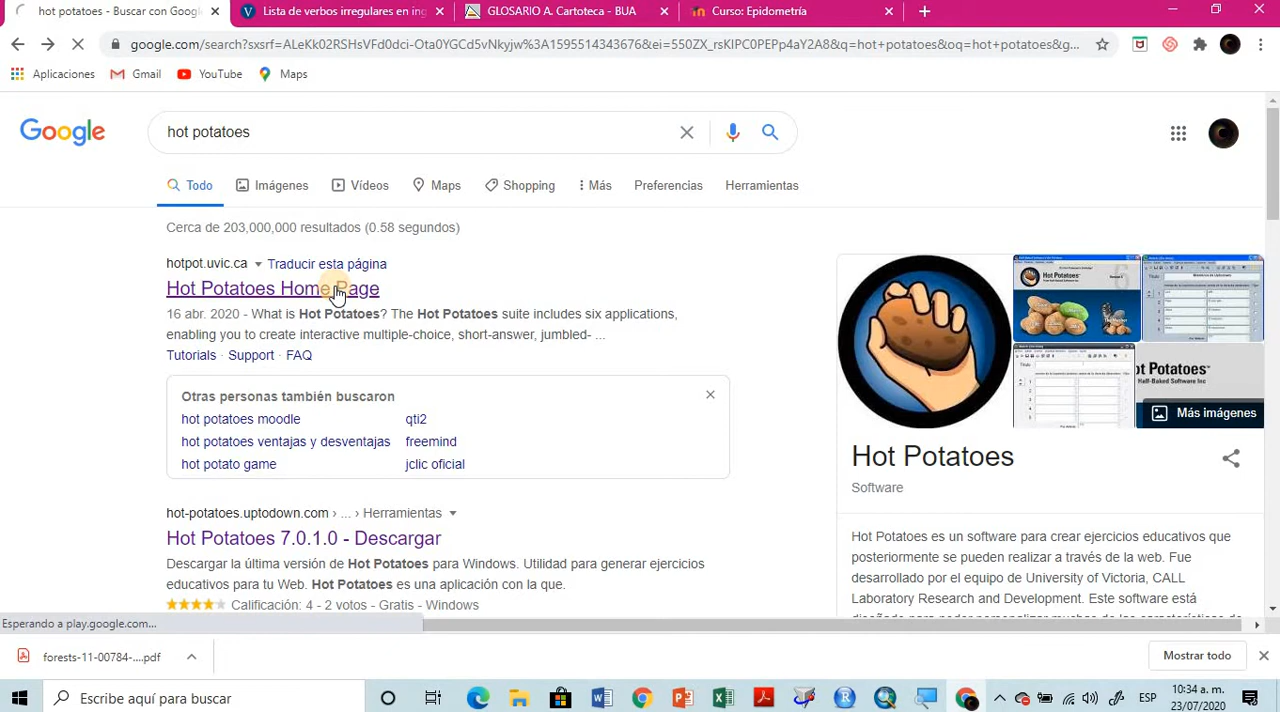 hot potatoes - Buscar con Google
Lista de verbos irregulares en ing
GLOSARIO A. Cartoteca - BUA
Curso: Epidometría
google.com/search?sxsrf=ALeKk02RSHsVFd0dci-OtaDYGCd5vNkyjw%3A1595514343676&ei=550ZX_rsKIPC0PEPp4aY2A8&q=hot+potatoes&oq=hot+potatoes&g...
Aplicaciones
Gmail
YouTube
Maps
Google
hot potatoes
Todo
Imágenes
Vídeos
Maps
Shopping
Más
Preferencias
Herramientas
Cerca de 203,000,000 resultados (0.58 segundos)
hotpot.uvic.ca
Traducir esta página
Hot Potatoes Home Page
16 abr. 2020 - What is Hot Potatoes? The Hot Potatoes suite includes six applications,
enabling you to create interactive multiple-choice, short-answer, jumbled- ...
Tutorials · Support · FAQ
Otras personas también buscaron
hot potatoes moodle
qti2
hot potatoes ventajas y desventajas
freemind
hot potato game
jclic oficial
hot-potatoes.uptodown.com › ... › Herramientas
Hot Potatoes 7.0.1.0 - Descargar
Descargar la última versión de Hot Potatoes para Windows. Utilidad para generar ejercicios
educativos para tu Web. Hot Potatoes es una aplicación con la que.
Calificación: 4 - 2 votos - Gratis - Windows
Hot Potatoes
ot Potatoes™
Half-Baked Software Inc
Más imágenes
Hot Potatoes
Software
Hot Potatoes es un software para crear ejercicios educativos que
posteriormente se pueden realizar a través de la web. Fue
desarrollado por el equipo de University of Victoria, CALL
Laboratory Research and Development. Este software está
Esperando a play.google.com...
forests-11-00784-....pdf
Mostrar todo
Escribe aquí para buscar
ESP
10:34 a. m.
23/07/2020